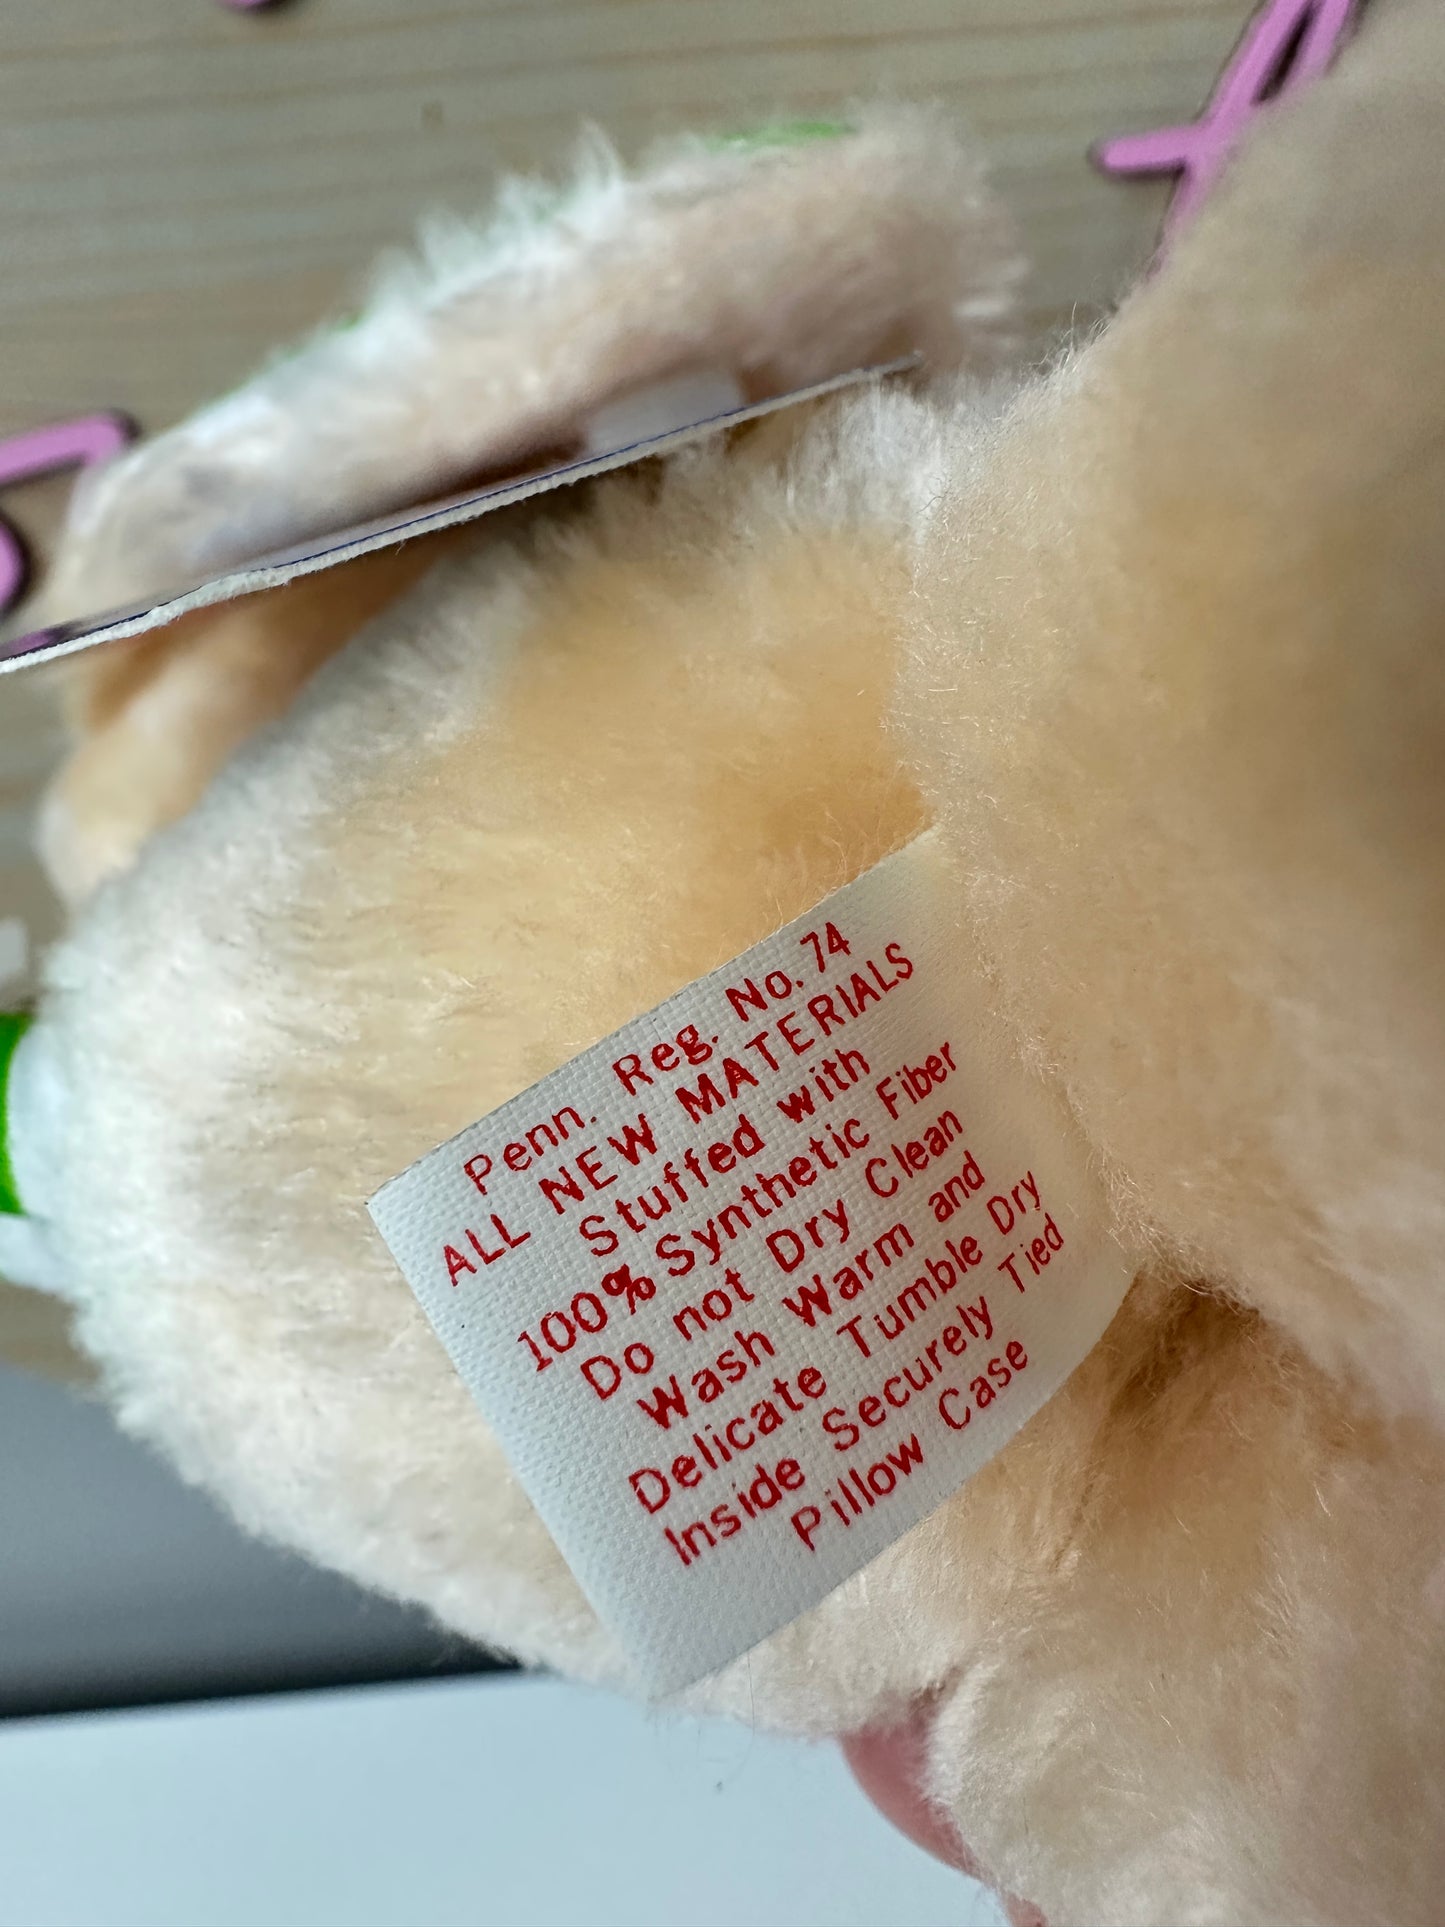 Penn. Reg. No. 74
ALL NEW MATERIALS
Stuffed with
100% Synthetic Fiber
Do not Dry Clean
Wash Warm and
Delicate Tumble Dry
Inside Securely Tied
Pillow Case